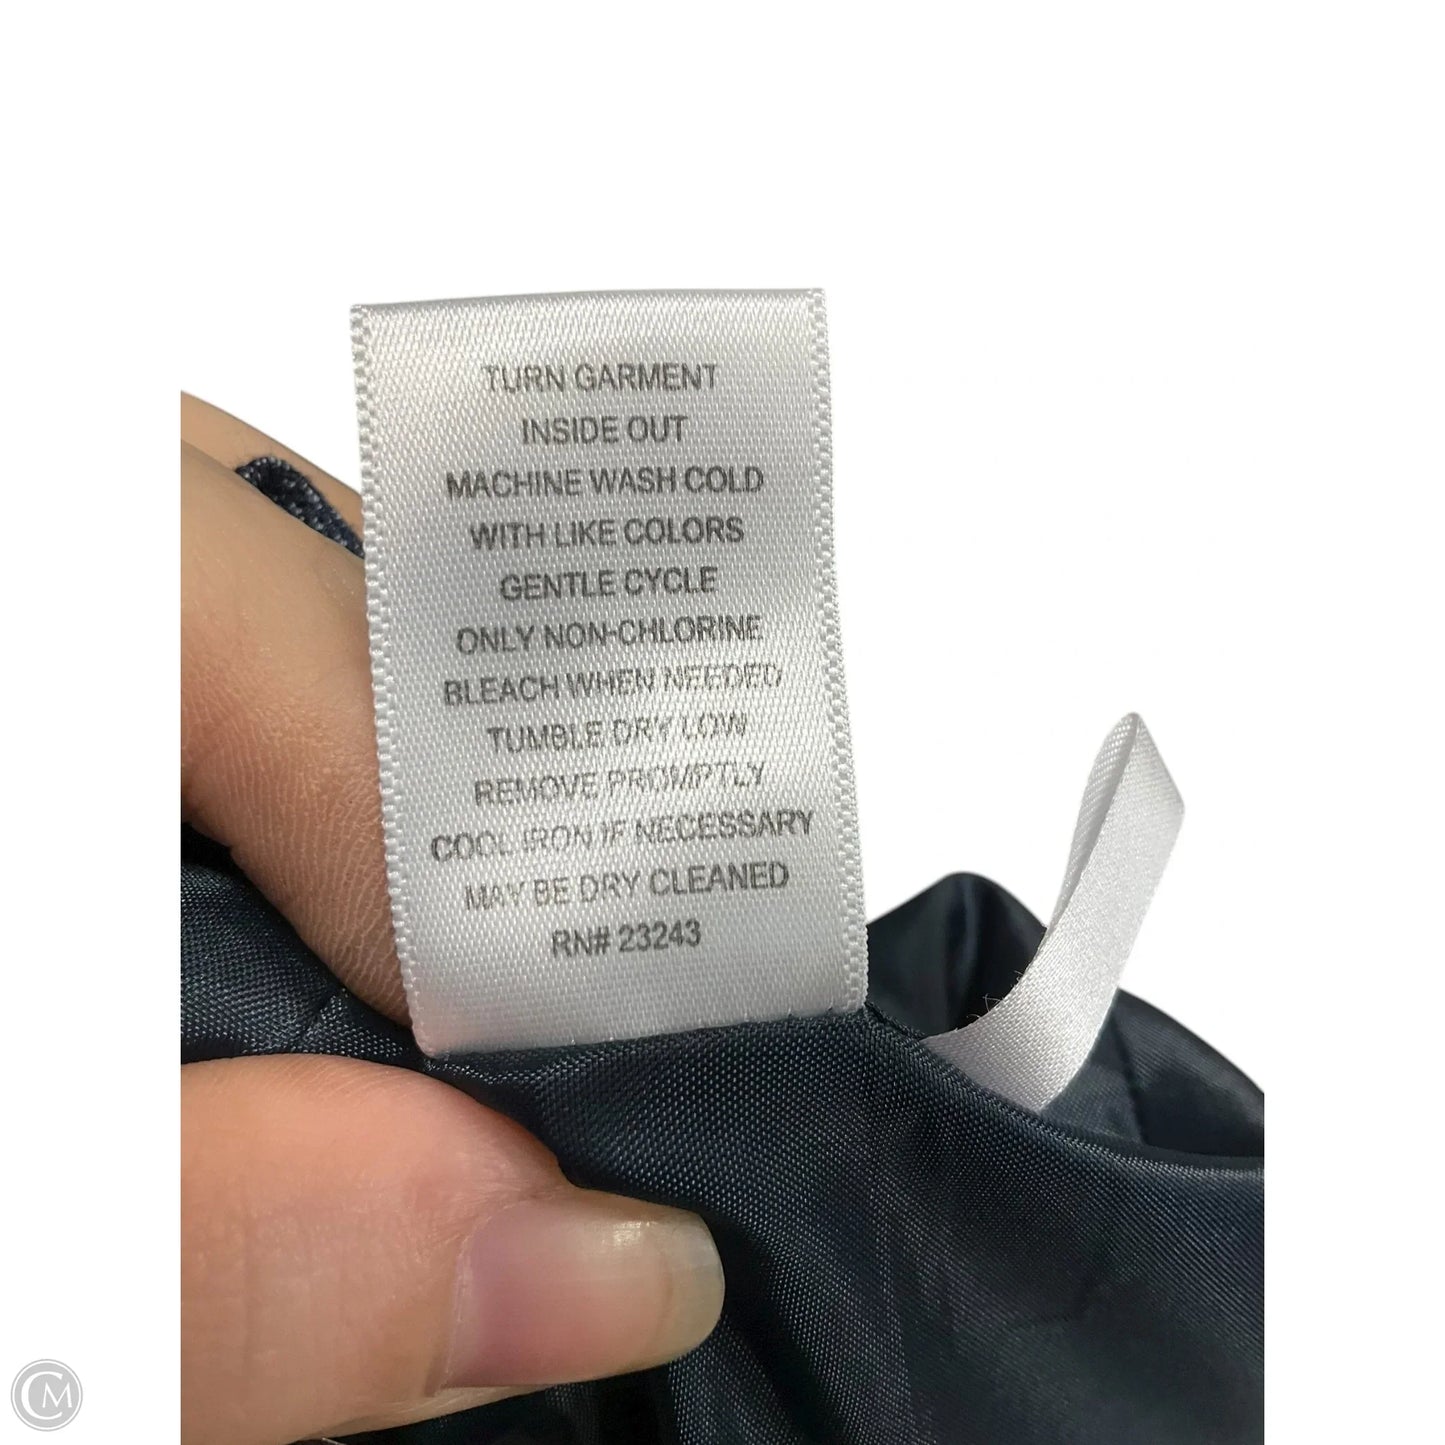 TURN GARMENT
INSIDE OUT
MACHINE WASH COLD
WITH LIKE COLORS
GENTLE CYCLE
ONLY NON-CHLORINE
BLEACH WHEN NEEDED
TUMBLE DRY LOW
REMOVE PROMPTLY
COOL IRON IF NECESSARY
MAY BE DRY CLEANED
RN# 23243
CM